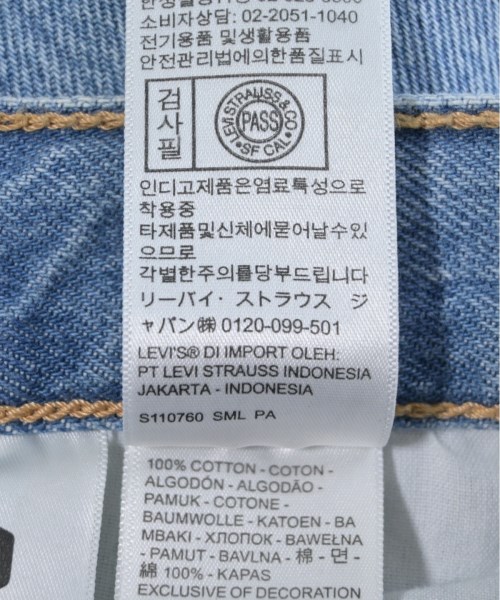 소비자상담: 02-2051-1040
전기용품 및생활용품
안전관리법에의한품질표시
검사필
LEVI STRAUSS & CO
PASS
SF CAL
인디고제품은염료특성으로
착용중
타제품및신체에묻어날수있
으므로
각별한주의를당부드립니다
リーバイ・ストラウス ジ
ャパン㈱ 0120-099-501
LEVI'S® DI IMPORT OLEH:
PT LEVI STRAUSS INDONESIA
JAKARTA - INDONESIA
S110760 SML PA
100% COTTON - COTON -
ALGODÓN - ALGODÃO -
PAMUK - COTONE -
BAUMWOLLE - KATOEN - BA
MBAKI - ХЛОПОК - BAWEŁNA
- PAMUT - BAVLNA - 棉 - 면 -
綿 100% - KAPAS
EXCLUSIVE OF DECORATION